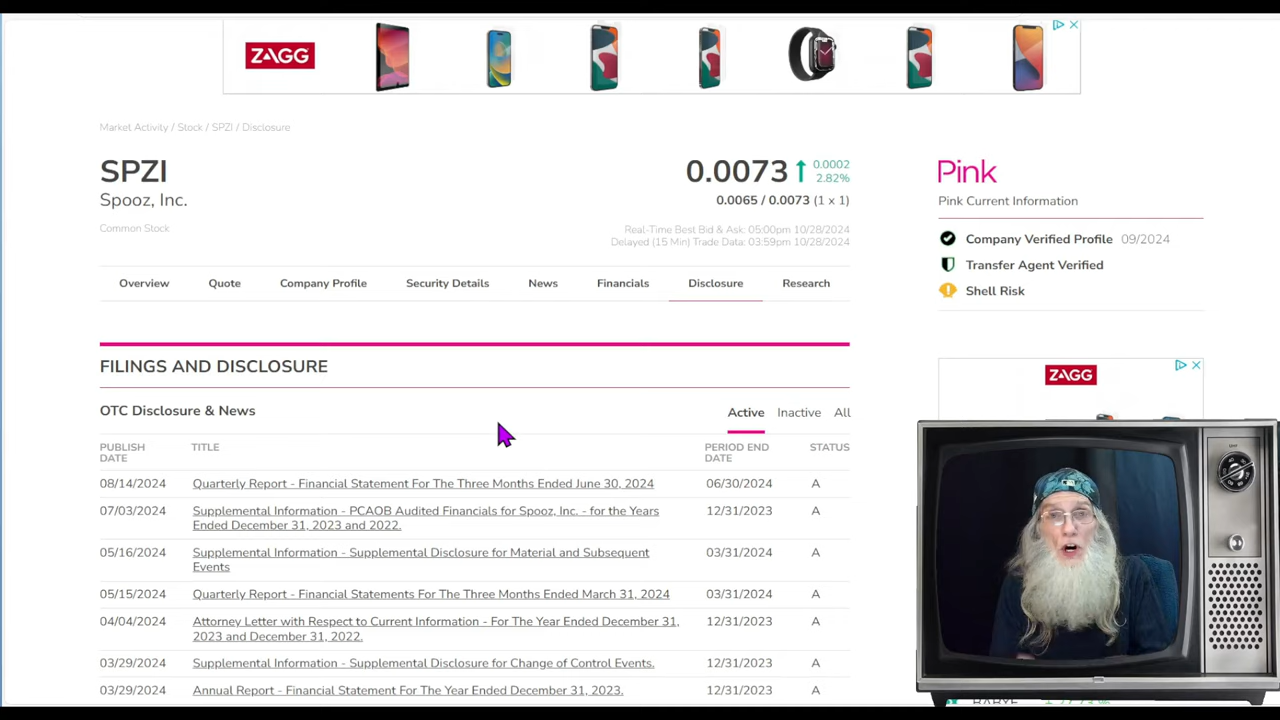 ZAGG
Market Activity / Stock / SPZI / Disclosure
SPZI
Spooz, Inc.
Common Stock
0.0073
0.0002
2.82%
0.0065 / 0.0073 (1 x 1)
Real-Time Best Bid & Ask: 05:00pm 10/28/2024
Delayed (15 Min) Trade Data: 03:59pm 10/28/2024
Pink
Pink Current Information
Company Verified Profile 09/2024
Transfer Agent Verified
Shell Risk
Overview Quote Company Profile Security Details News Financials Disclosure Research
FILINGS AND DISCLOSURE
OTC Disclosure & News
Active Inactive All
ZAGG
PUBLISH DATE TITLE PERIOD END DATE STATUS
08/14/2024 Quarterly Report - Financial Statement For The Three Months Ended June 30, 2024 06/30/2024 A
07/03/2024 Supplemental Information - PCAOB Audited Financials for Spooz, Inc. - for the Years 12/31/2023 A
Ended December 31, 2023 and 2022.
05/16/2024 Supplemental Information - Supplemental Disclosure for Material and Subsequent 03/31/2024 A
Events
05/15/2024 Quarterly Report - Financial Statements For The Three Months Ended March 31, 2024 03/31/2024 A
04/04/2024 Attorney Letter with Respect to Current Information - For The Year Ended December 31, 12/31/2023 A
2023 and December 31, 2022.
03/29/2024 Supplemental Information - Supplemental Disclosure for Change of Control Events. 12/31/2023 A
03/29/2024 Annual Report - Financial Statement For The Year Ended December 31, 2023. 12/31/2023 A